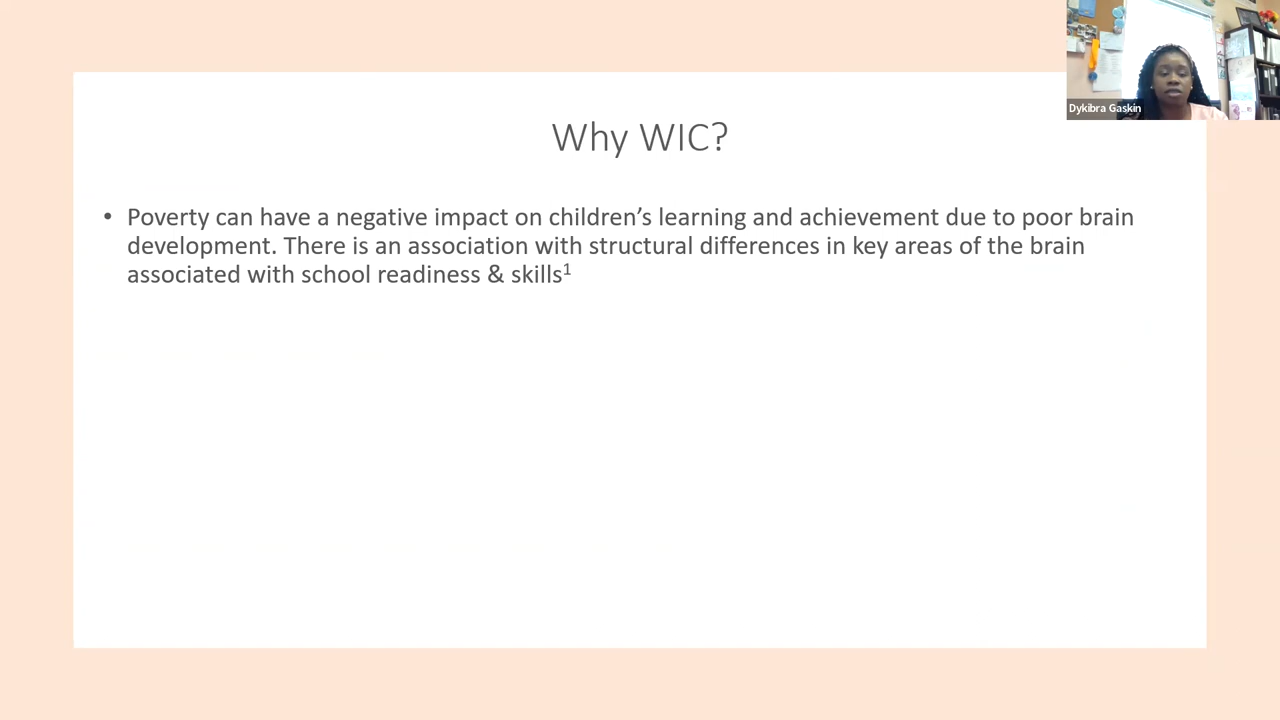 Dykibra Gaskin
Why WIC?
• Poverty can have a negative impact on children’s learning and achievement due to poor brain
development. There is an association with structural differences in key areas of the brain
associated with school readiness & skills¹